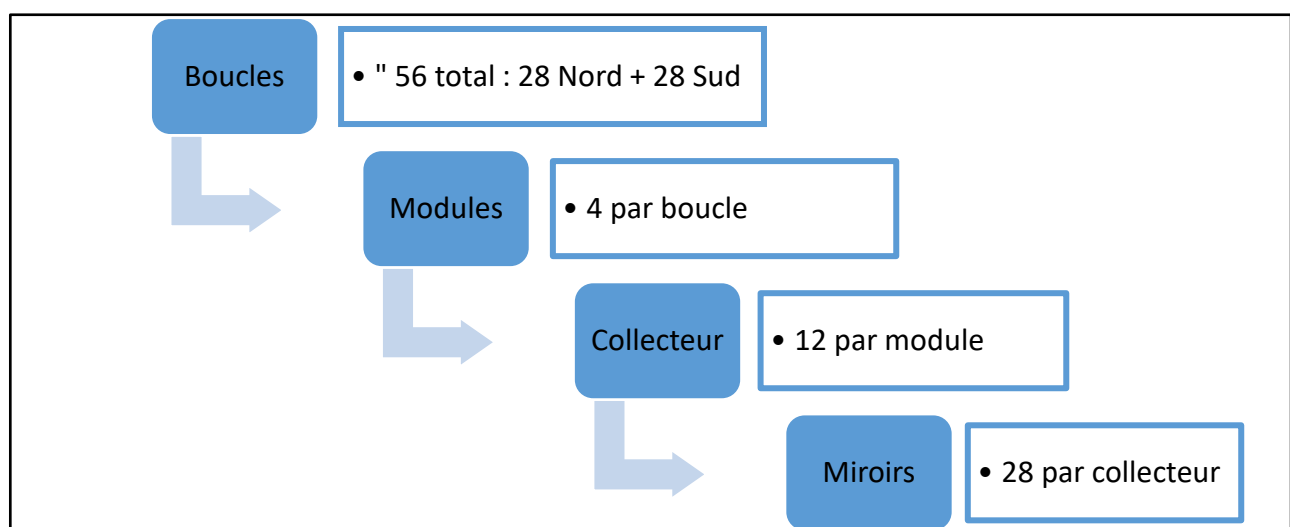 Boucles
• " 56 total : 28 Nord + 28 Sud
Modules
• 4 par boucle
Collecteur
• 12 par module
Miroirs
• 28 par collecteur